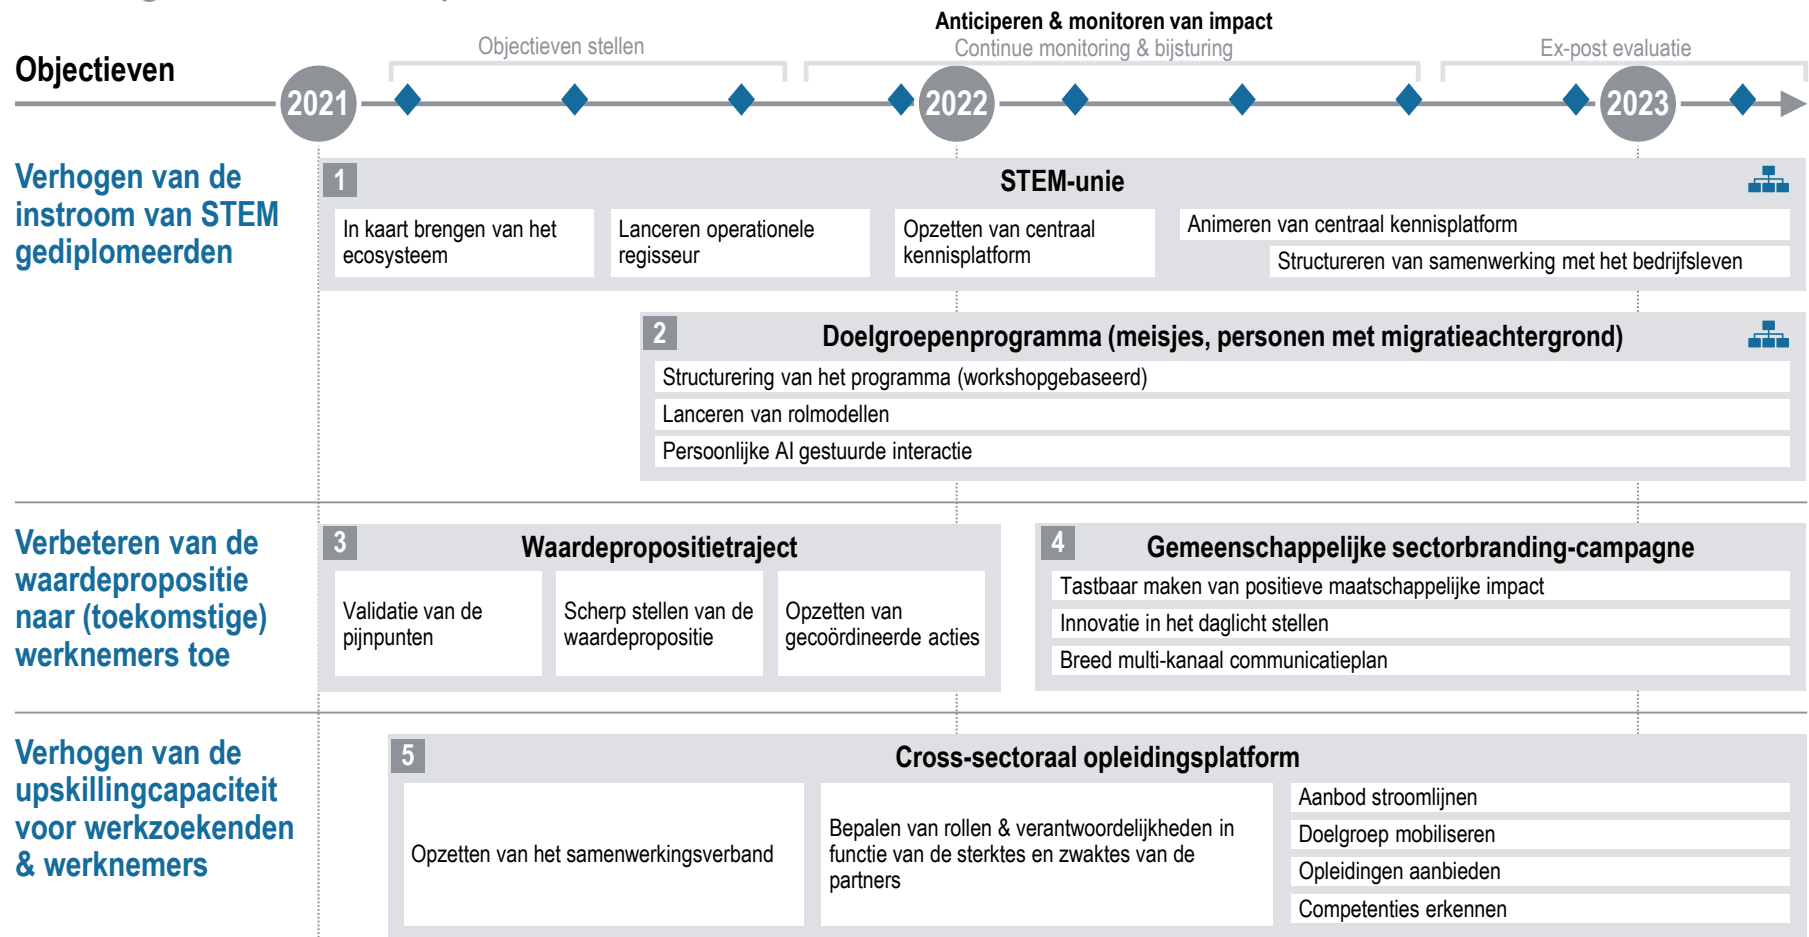 Anticiperen & monitoren van impact
Objectieven stellen
Continue monitoring & bijsturing
Ex-post evaluatie
Objectieven
2021
2022
2023
Verhogen van de
instroom van STEM
gediplomeerden
1
STEM-unie
In kaart brengen van het
ecosysteem
Lanceren operationele
regisseur
Opzetten van centraal
kennisplatform
Animeren van centraal kennisplatform
Structureren van samenwerking met het bedrijfsleven
2
Doelgroepenprogramma (meisjes, personen met migratieachtergrond)
Structurering van het programma (workshopgebaseerd)
Lanceren van rolmodellen
Persoonlijke AI gestuurde interactie
Verbeteren van de
waardepropositie
naar (toekomstige)
werknemers toe
3
Waardepropositietraject
Validatie van de
pijnpunten
Scherp stellen van de
waardepropositie
Opzetten van
gecoördineerde acties
4
Gemeenschappelijke sectorbranding-campagne
Tastbaar maken van positieve maatschappelijke impact
Innovatie in het daglicht stellen
Breed multi-kanaal communicatieplan
Verhogen van de
upskillingcapaciteit
voor werkzoekenden
& werknemers
5
Cross-sectoraal opleidingsplatform
Opzetten van het samenwerkingsverband
Bepalen van rollen & verantwoordelijkheden in
functie van de sterktes en zwaktes van de
partners
Aanbod stroomlijnen
Doelgroep mobiliseren
Opleidingen aanbieden
Competenties erkennen